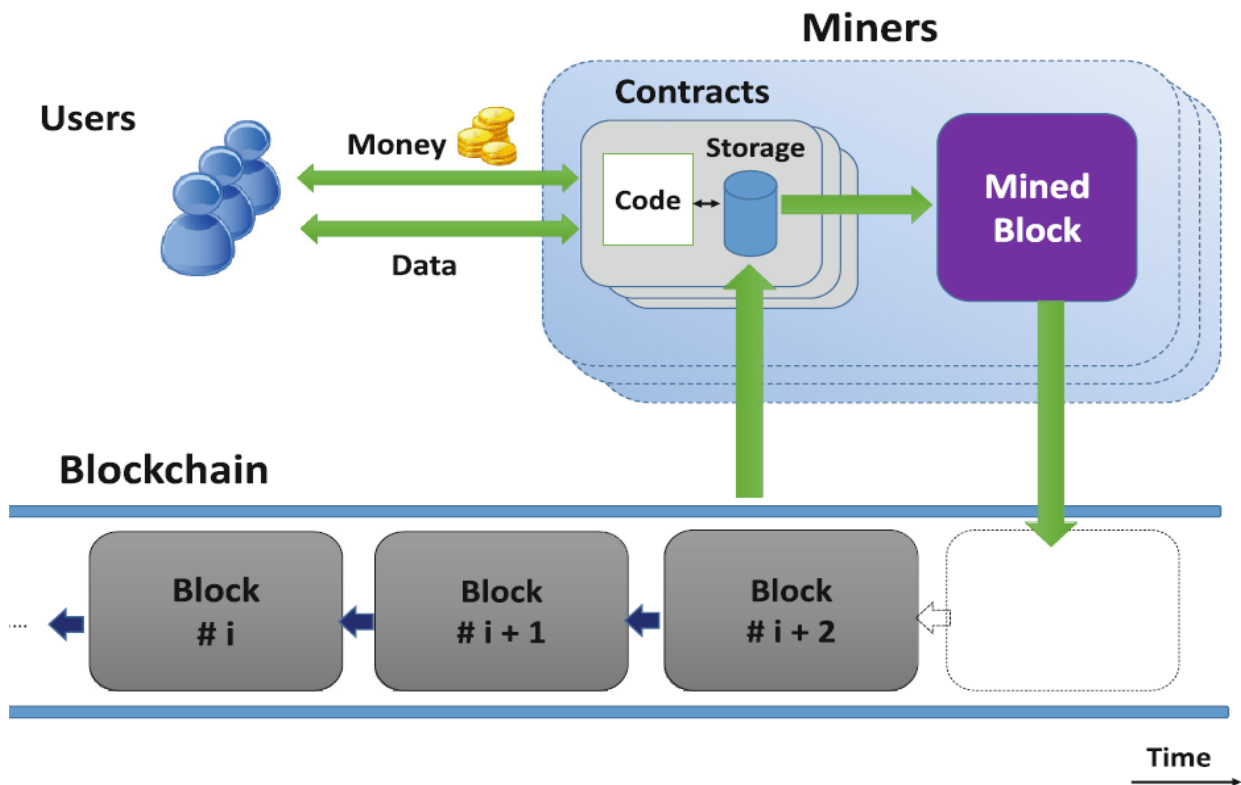 Miners
Users
Contracts
Money
Storage
Code
Data
Mined
Block
Blockchain
....
Block
# i
Block
# i + 1
Block
# i + 2
Time